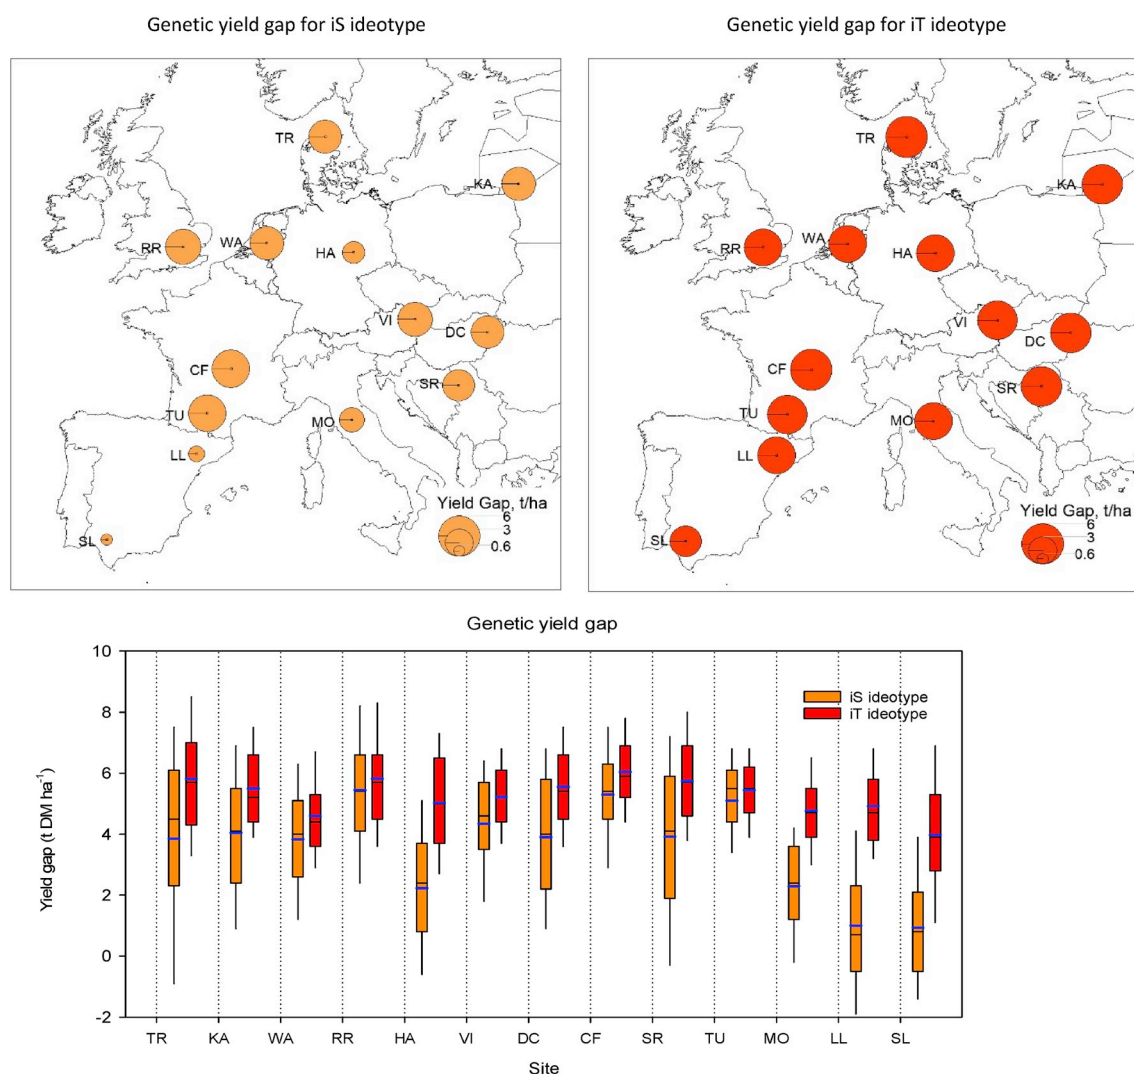 Genetic yield gap for iS ideotype
Genetic yield gap for iT ideotype
TR
KA
RR
WA
HA
VI
DC
CF
SR
TU
MO
LL
SL
Yield Gap, t/ha
6
3
0.6
TR
KA
RR
WA
HA
VI
DC
CF
SR
TU
MO
LL
SL
Yield Gap, t/ha
6
3
0.6
Genetic yield gap
10
8
6
4
2
0
-2
Yield gap (t DM ha⁻¹)
iS ideotype
iT ideotype
TR KA WA RR HA VI DC CF SR TU MO LL SL
Site